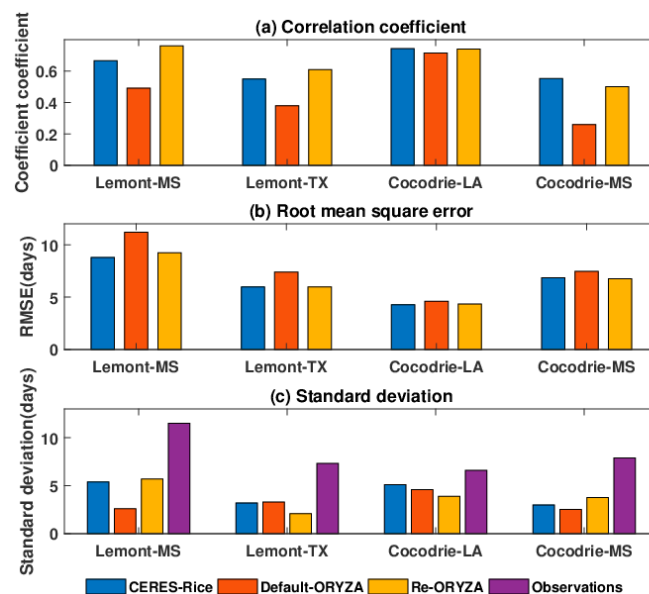 (a) Correlation coefficient
Coefficient coefficient
0.6
0.4
0.2
0
Lemont-MS Lemont-TX Cocodrie-LA Cocodrie-MS
(b) Root mean square error
RMSE(days)
10
5
0
Lemont-MS Lemont-TX Cocodrie-LA Cocodrie-MS
(c) Standard deviation
Standard deviation(days)
10
5
0
Lemont-MS Lemont-TX Cocodrie-LA Cocodrie-MS
CERES-Rice Default-ORYZA Re-ORYZA Observations